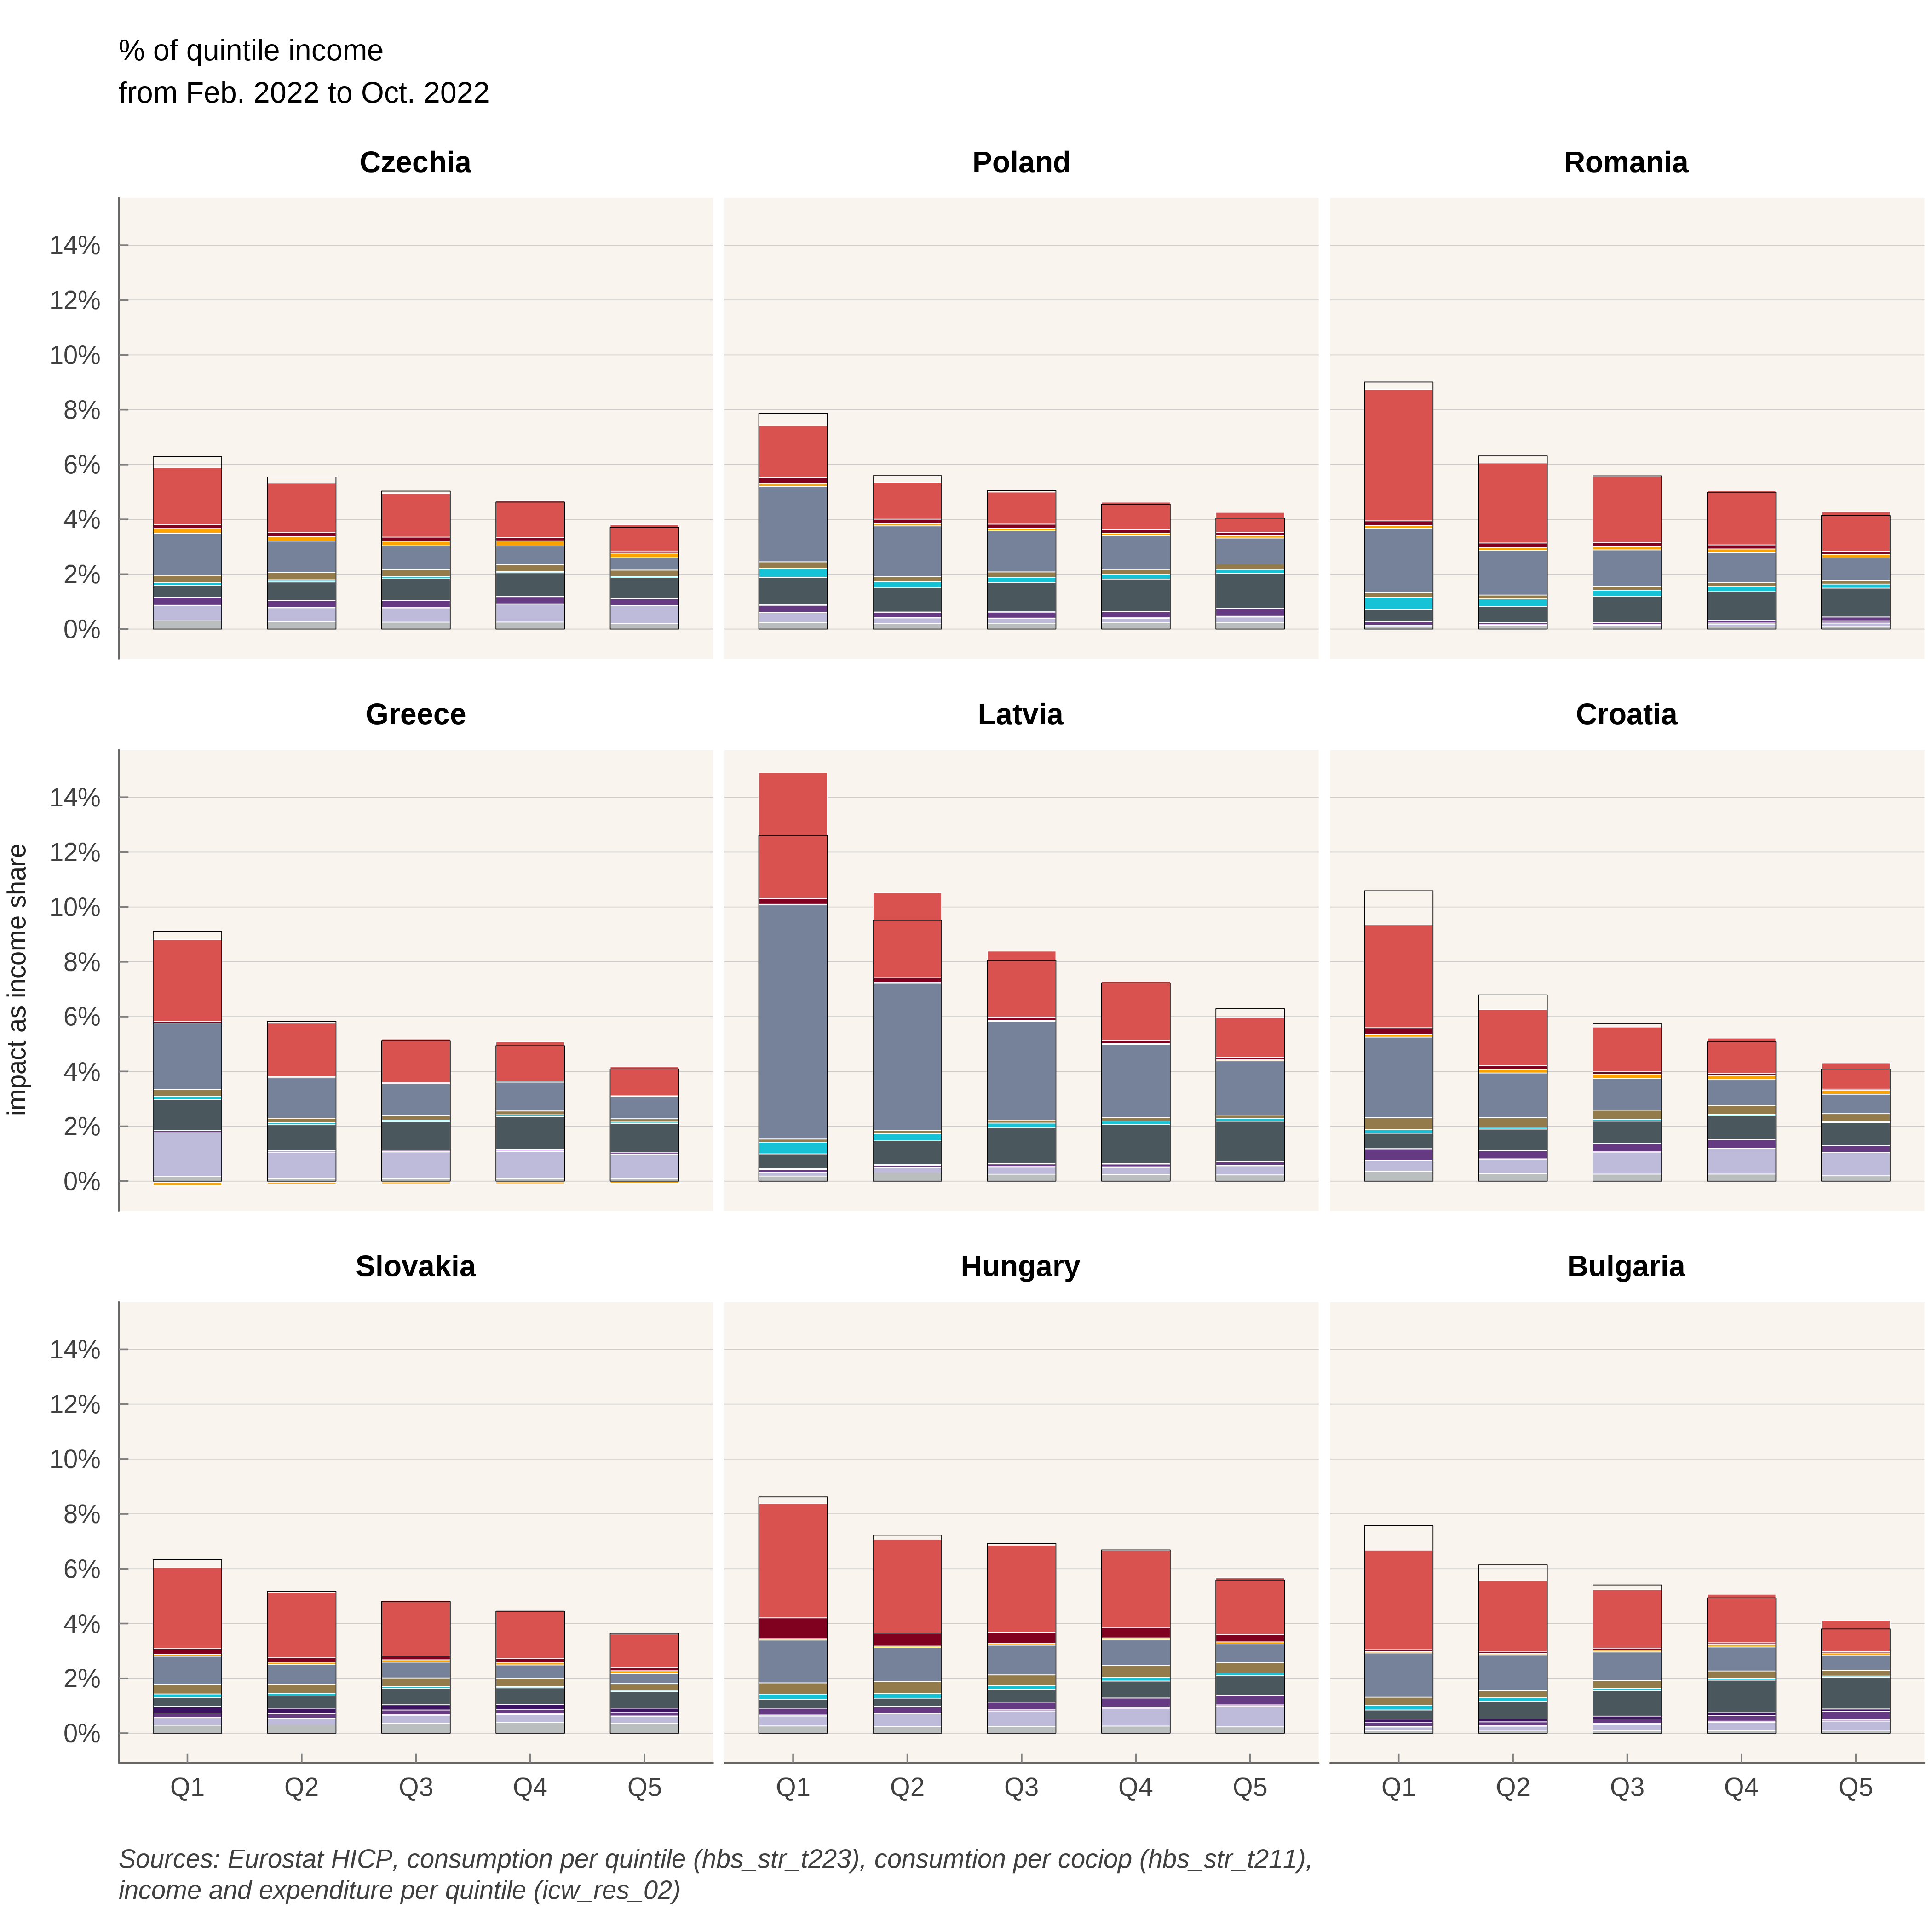 % of quintile income
from Feb. 2022 to Oct. 2022
Czechia
Poland
Romania
14%
12%
10%
8%
6%
4%
2%
0%
Greece
Latvia
Croatia
impact as income share
14%
12%
10%
8%
6%
4%
2%
0%
Slovakia
Hungary
Bulgaria
14%
12%
10%
8%
6%
4%
2%
0%
Q1 Q2 Q3 Q4 Q5 Q1 Q2 Q3 Q4 Q5 Q1 Q2 Q3 Q4 Q5
Sources: Eurostat HICP, consumption per quintile (hbs_str_t223), consumtion per cociop (hbs_str_t211),
income and expenditure per quintile (icw_res_02)